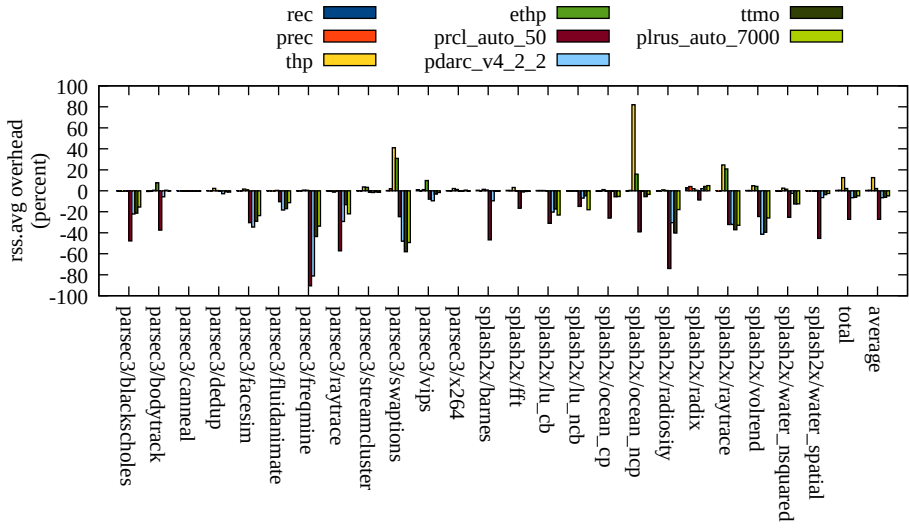 rec ethp ttmo
prec prcl_auto_50 plrus_auto_7000
thp pdarc_v4_2_2
rss.avg overhead
(percent)
100
80
60
40
20
0
-20
-40
-60
-80
-100
parsec3/blackscholes
parsec3/bodytrack
parsec3/canneal
parsec3/dedup
parsec3/facesim
parsec3/fluidanimate
parsec3/freqmine
parsec3/raytrace
parsec3/streamcluster
parsec3/swaptions
parsec3/vips
parsec3/x264
splash2x/barnes
splash2x/fft
splash2x/lu_cb
splash2x/lu_ncb
splash2x/ocean_cp
splash2x/ocean_ncp
splash2x/radiosity
splash2x/radix
splash2x/raytrace
splash2x/volrend
splash2x/water_nsquared
splash2x/water_spatial
total
average